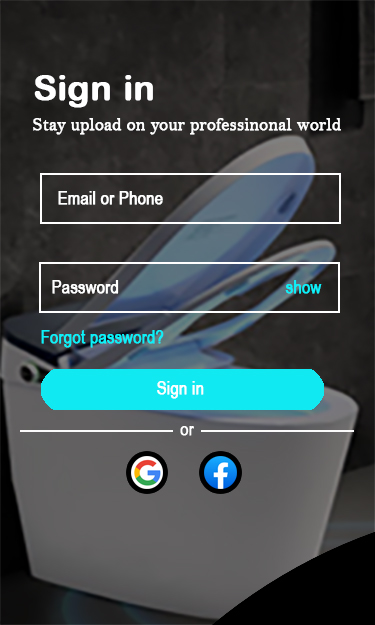 Sign in
Stay upload on your professinonal world
Email or Phone
Password show
Forgot password?
Sign in
or